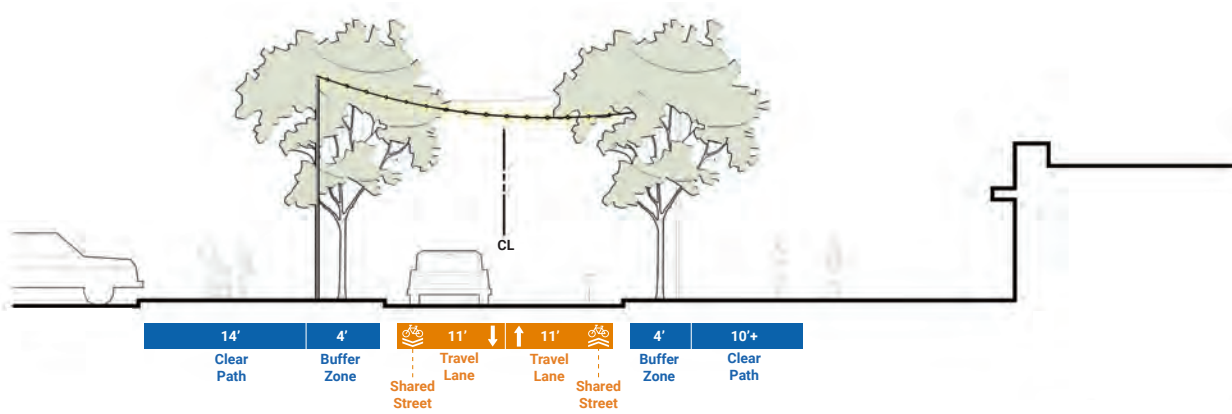 CL
14' 4' 11' 11' 4' 10'+
Clear Path
Buffer Zone
Travel Lane
Travel Lane
Buffer Zone
Clear Path
Shared Street
Shared Street